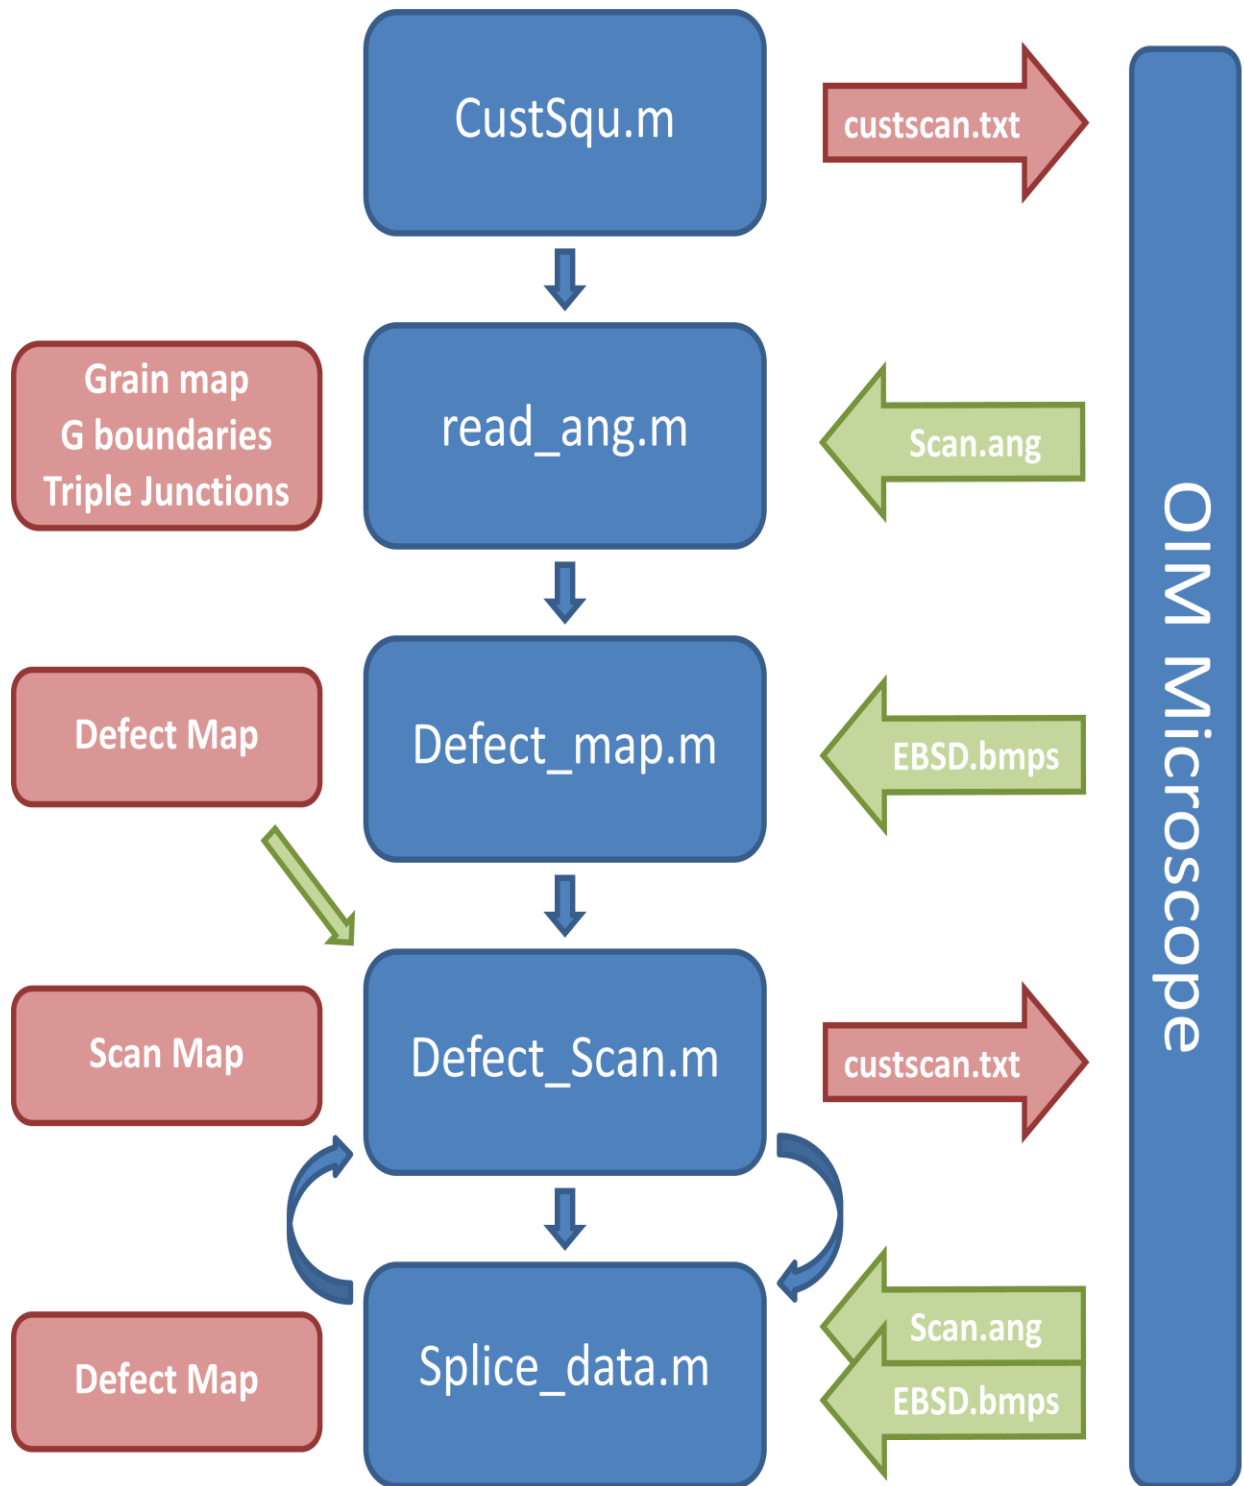 CustSqu.m
custscan.txt
Grain map
G boundaries
Triple Junctions
read_ang.m
Scan.ang
Defect Map
Defect_map.m
EBSD.bmps
Scan Map
Defect_Scan.m
custscan.txt
Defect Map
Splice_data.m
Scan.ang
EBSD.bmps
OIM Microscope